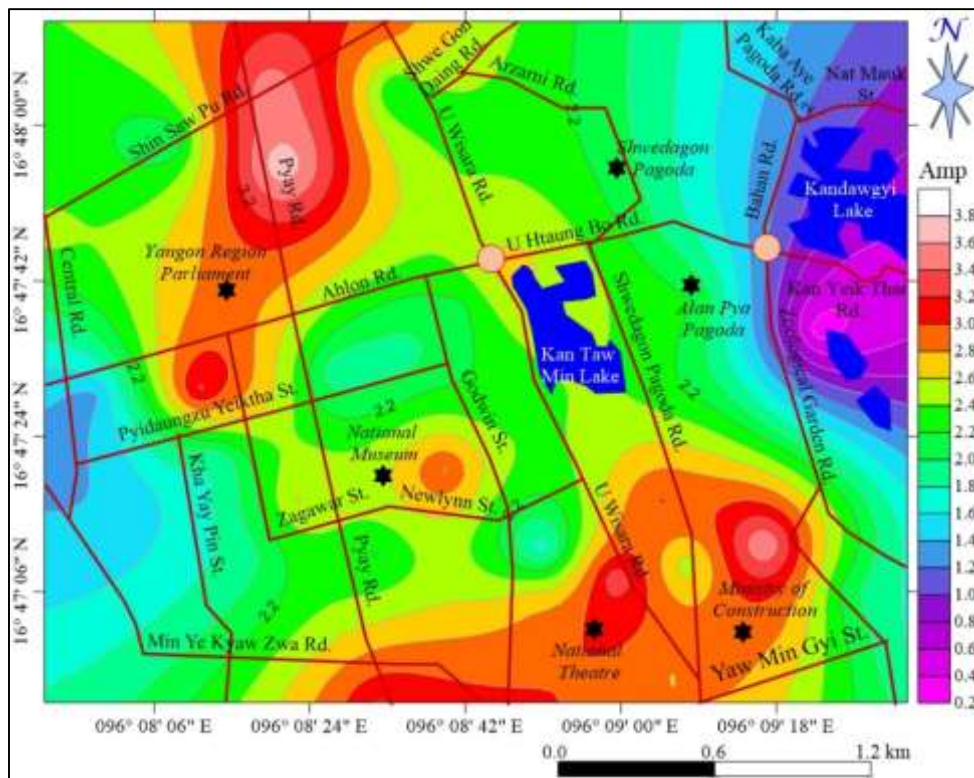 N
Shwe Gon
Daing Rd.
Arzarni Rd.
Kaba Aye
Pagoda Rd.
Nat Mauk
St.
Shin Saw Pu Rd.
U Wisara Rd.
2.2
Shwedagon
Pagoda
Bahan Rd.
Kandawgyi
Lake
Pyay Rd.
3.2
Yangon Region
Parliament
U Htaung Bo Rd.
Central Rd.
Ahlon Rd.
Alan Pya
Pagoda
Kan Yeik Thar
Rd.
Kan Taw
Min Lake
Shwedagon Pagoda Rd.
Zoological Garden Rd.
2.2
2.2
Pyidaungzu Yeiktha St.
2.2
Godwin St.
National
Museum
Kha Yay Pin St.
Zagawar St.
Newlynn St.
U Wisara Rd.
Pyay Rd.
2.2
Ministry of
Construction
Min Ye Kyaw Zwa Rd.
National
Theatre
Yaw Min Gyi St.
16° 48' 00" N
16° 47' 42" N
16° 47' 24" N
16° 47' 06" N
096° 08' 06" E
096° 08' 24" E
096° 08' 42" E
096° 09' 00" E
096° 09' 18" E
0.0
0.6
1.2 km
Amp
3.8
3.6
3.4
3.2
3.0
2.8
2.6
2.4
2.2
2.0
1.8
1.6
1.4
1.2
1.0
0.8
0.6
0.4
0.2